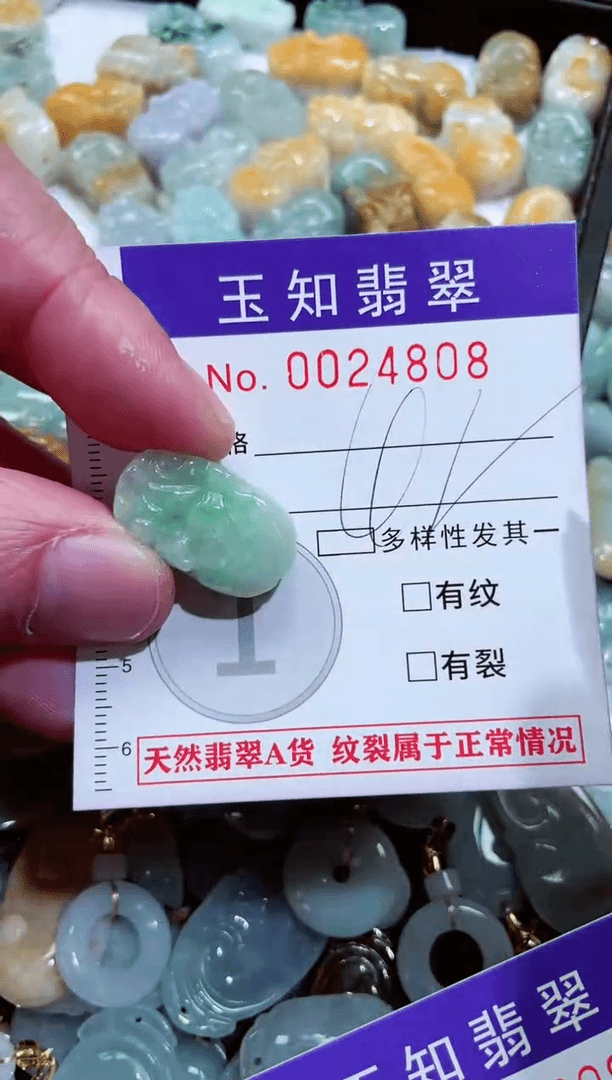 玉知翡翠
No. 0024808
格
多样性发其一
有纹
有裂
5
6
天然翡翠A货 纹裂属于正常情况
玉知翡翠